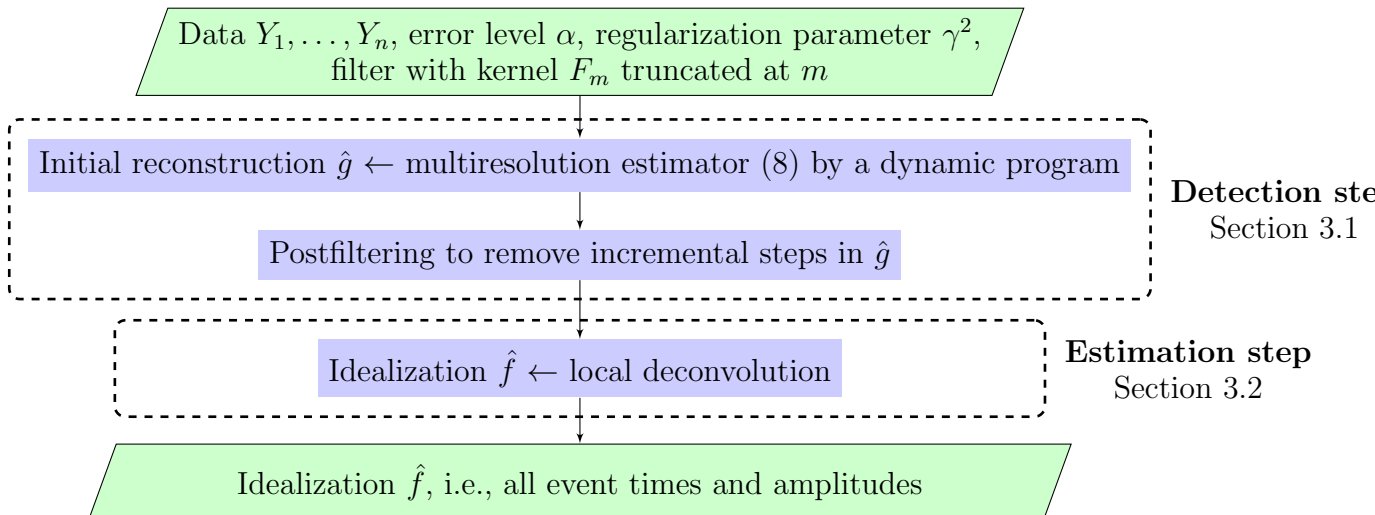 Data Y₁, . . . , Yₙ, error level α, regularization parameter γ²,
filter with kernel Fₘ truncated at m
Initial reconstruction ĝ ← multiresolution estimator (8) by a dynamic program
Detection ste
Section 3.1
Postfiltering to remove incremental steps in ĝ
Estimation step
Section 3.2
Idealization f̂ ← local deconvolution
Idealization f̂, i.e., all event times and amplitudes